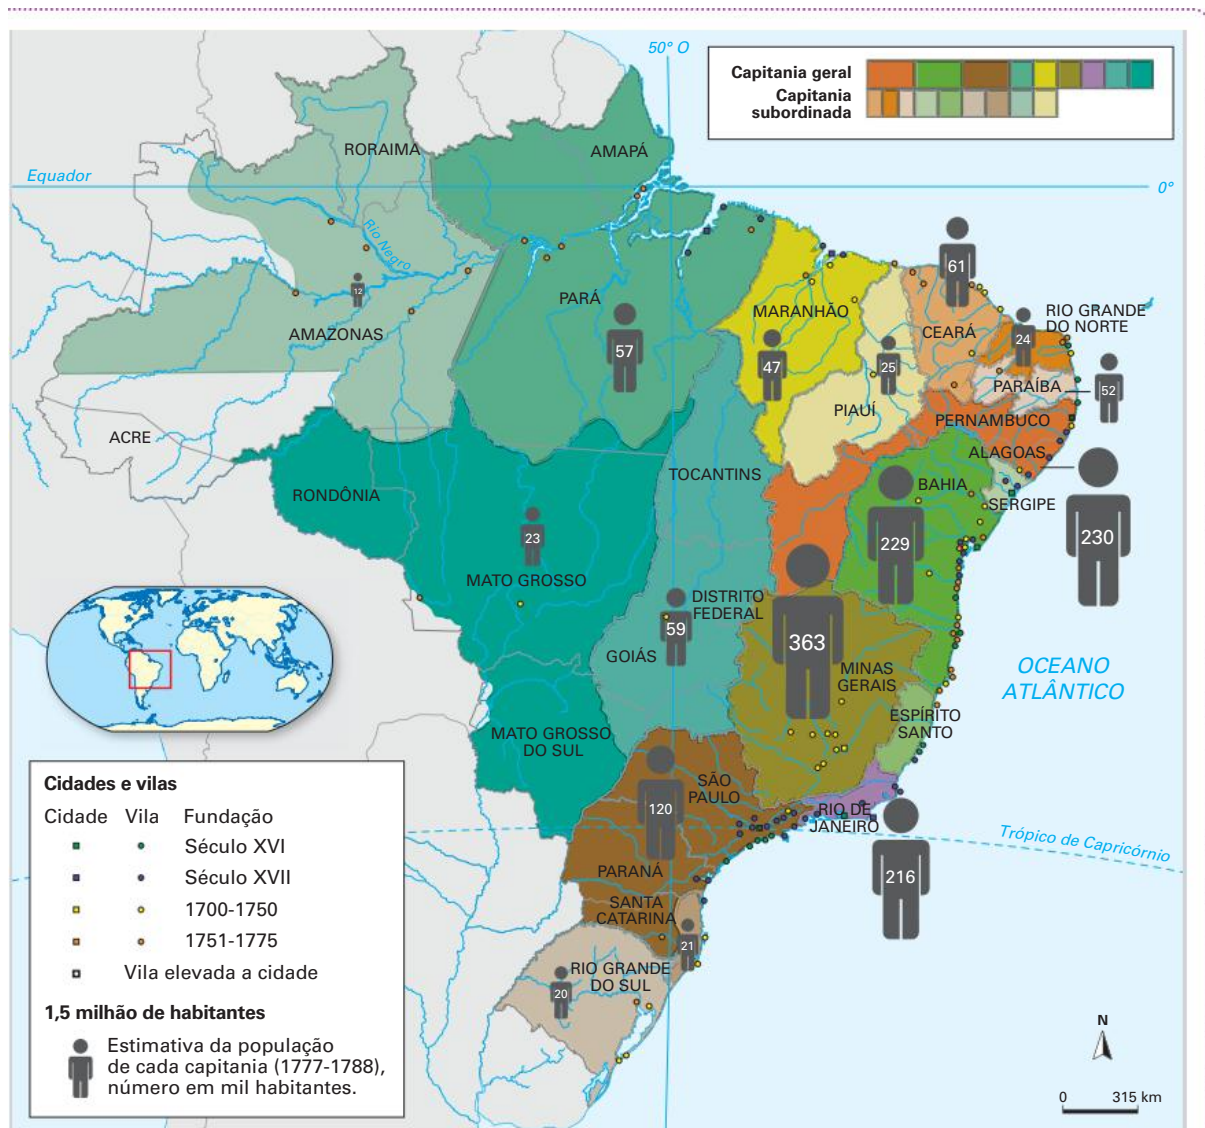 50° O
Capitania geral
Capitania
subordinada
RORAIMA
AMAPÁ
Equador
0°
Rio Negro
12
61
PARÁ
AMAZONAS
MARANHÃO
CEARÁ
RIO GRANDE
DO NORTE
24
57
47
25
PARAÍBA
52
PIAUÍ
PERNAMBUCO
ACRE
ALAGOAS
TOCANTINS
BAHIA
RONDÔNIA
SERGIPE
23
229
230
MATO GROSSO
DISTRITO
FEDERAL
59
363
GOIÁS
MINAS
GERAIS
OCEANO
ATLÂNTICO
ESPÍRITO
SANTO
MATO GROSSO
DO SUL
SÃO
PAULO
120
RIO DE
JANEIRO
Trópico de Capricórnio
PARANÁ
216
SANTA
CATARINA
21
RIO GRANDE
DO SUL
20
Cidades e vilas
Cidade Vila Fundação
Século XVI
Século XVII
1700-1750
1751-1775
Vila elevada a cidade
1,5 milhão de habitantes
Estimativa da população
de cada capitania (1777-1788),
número em mil habitantes.
N
0 315 km